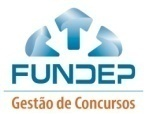 FUNDEP
Gestão de Concursos